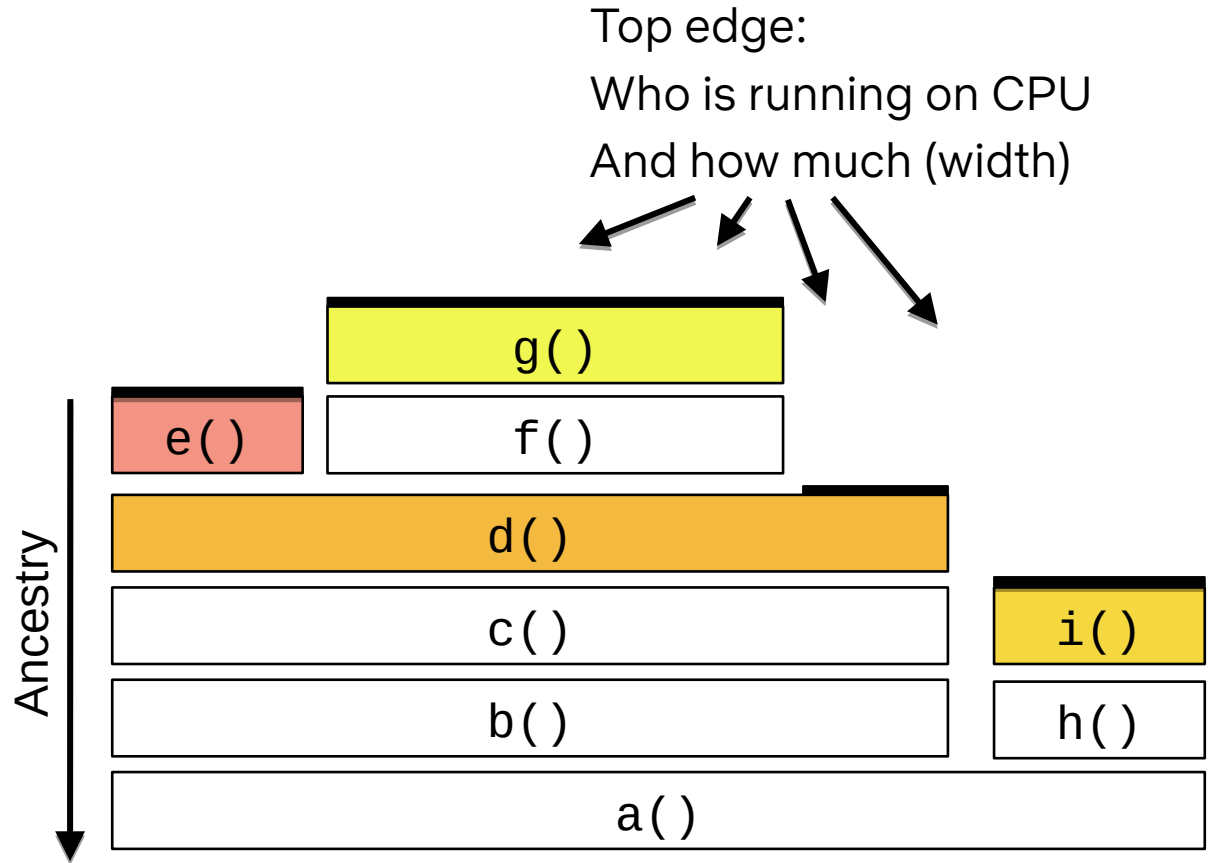 Top edge:
Who is running on CPU
And how much (width)
g()
e()
f()
d()
c()
i()
b()
h()
a()
Ancestry